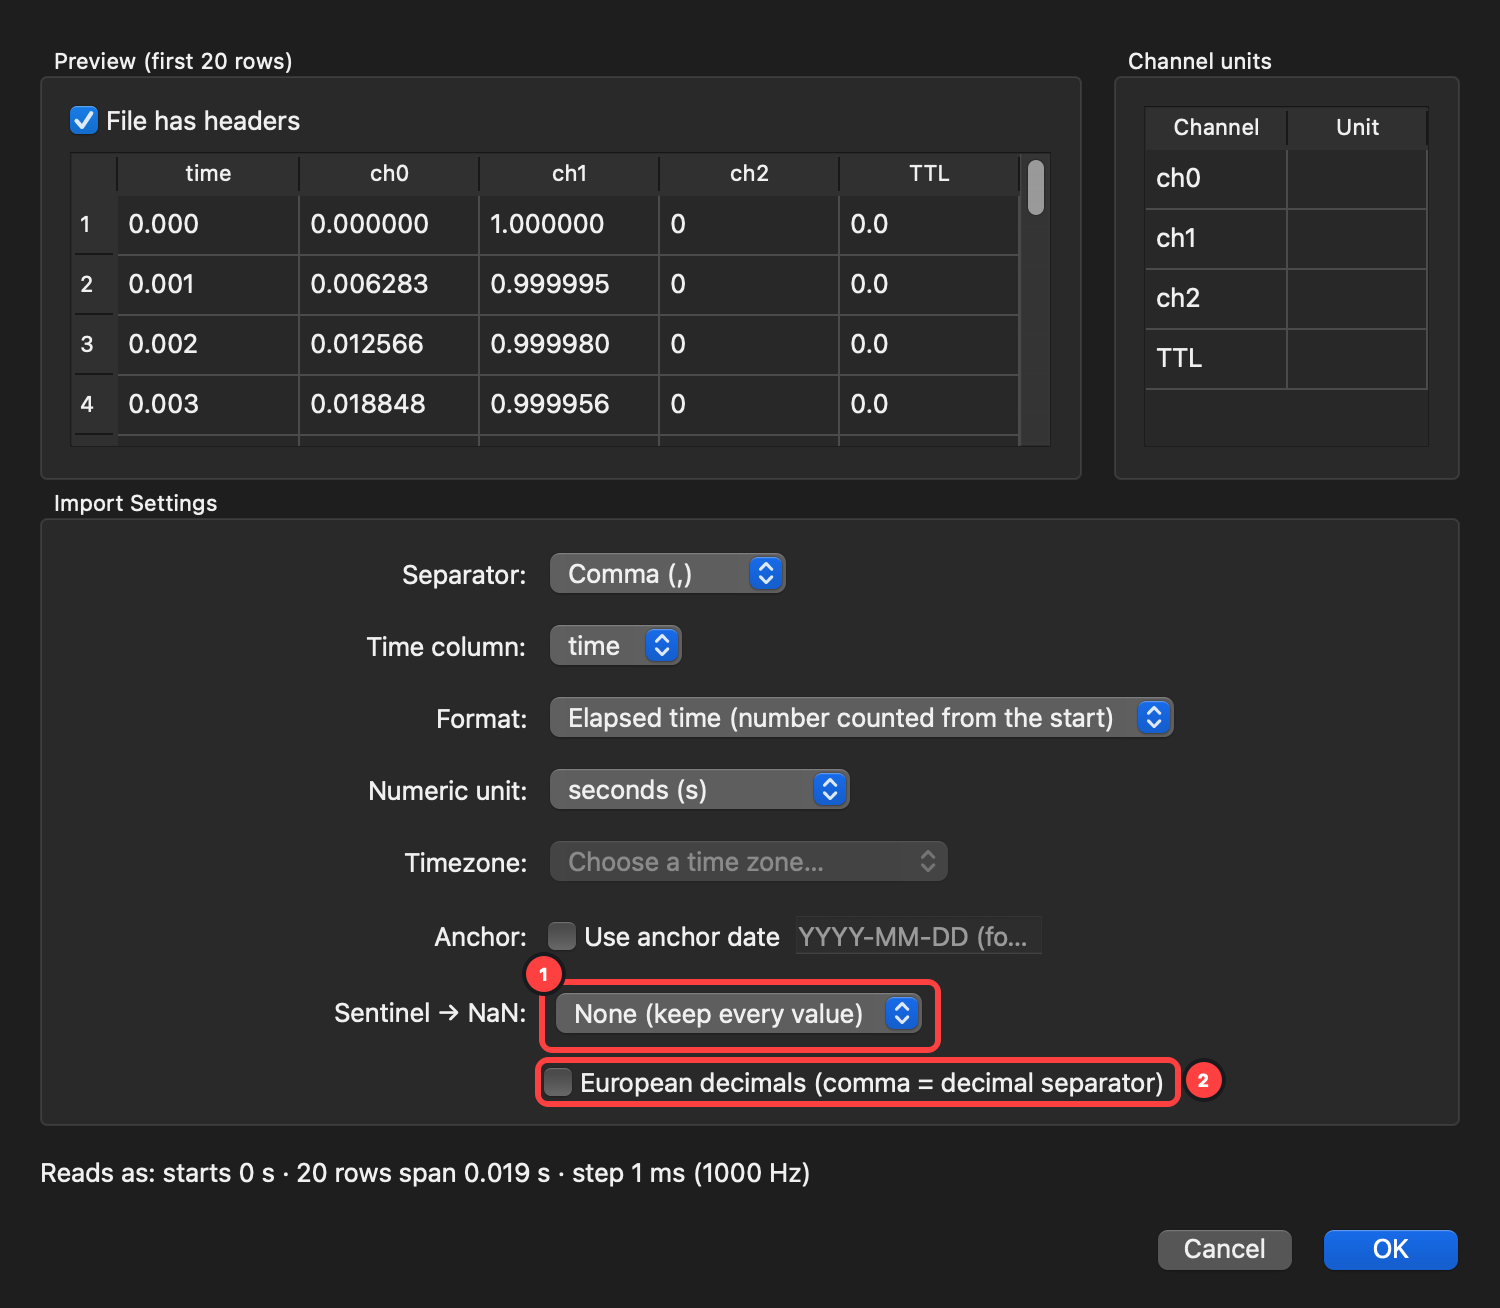 Preview (first 20 rows)
Channel units
File has headers
time ch0 ch1 ch2 TTL
1 0.000 0.000000 1.000000 0 0.0
2 0.001 0.006283 0.999995 0 0.0
3 0.002 0.012566 0.999980 0 0.0
4 0.003 0.018848 0.999956 0 0.0
Channel Unit
ch0
ch1
ch2
TTL
Import Settings
Separator: Comma (,)
Time column: time
Format: Elapsed time (number counted from the start)
Numeric unit: seconds (s)
Timezone: Choose a time zone...
Anchor: Use anchor date YYYY-MM-DD (fo...
1
Sentinel → NaN: None (keep every value)
European decimals (comma = decimal separator) 2
Reads as: starts 0 s · 20 rows span 0.019 s · step 1 ms (1000 Hz)
Cancel OK